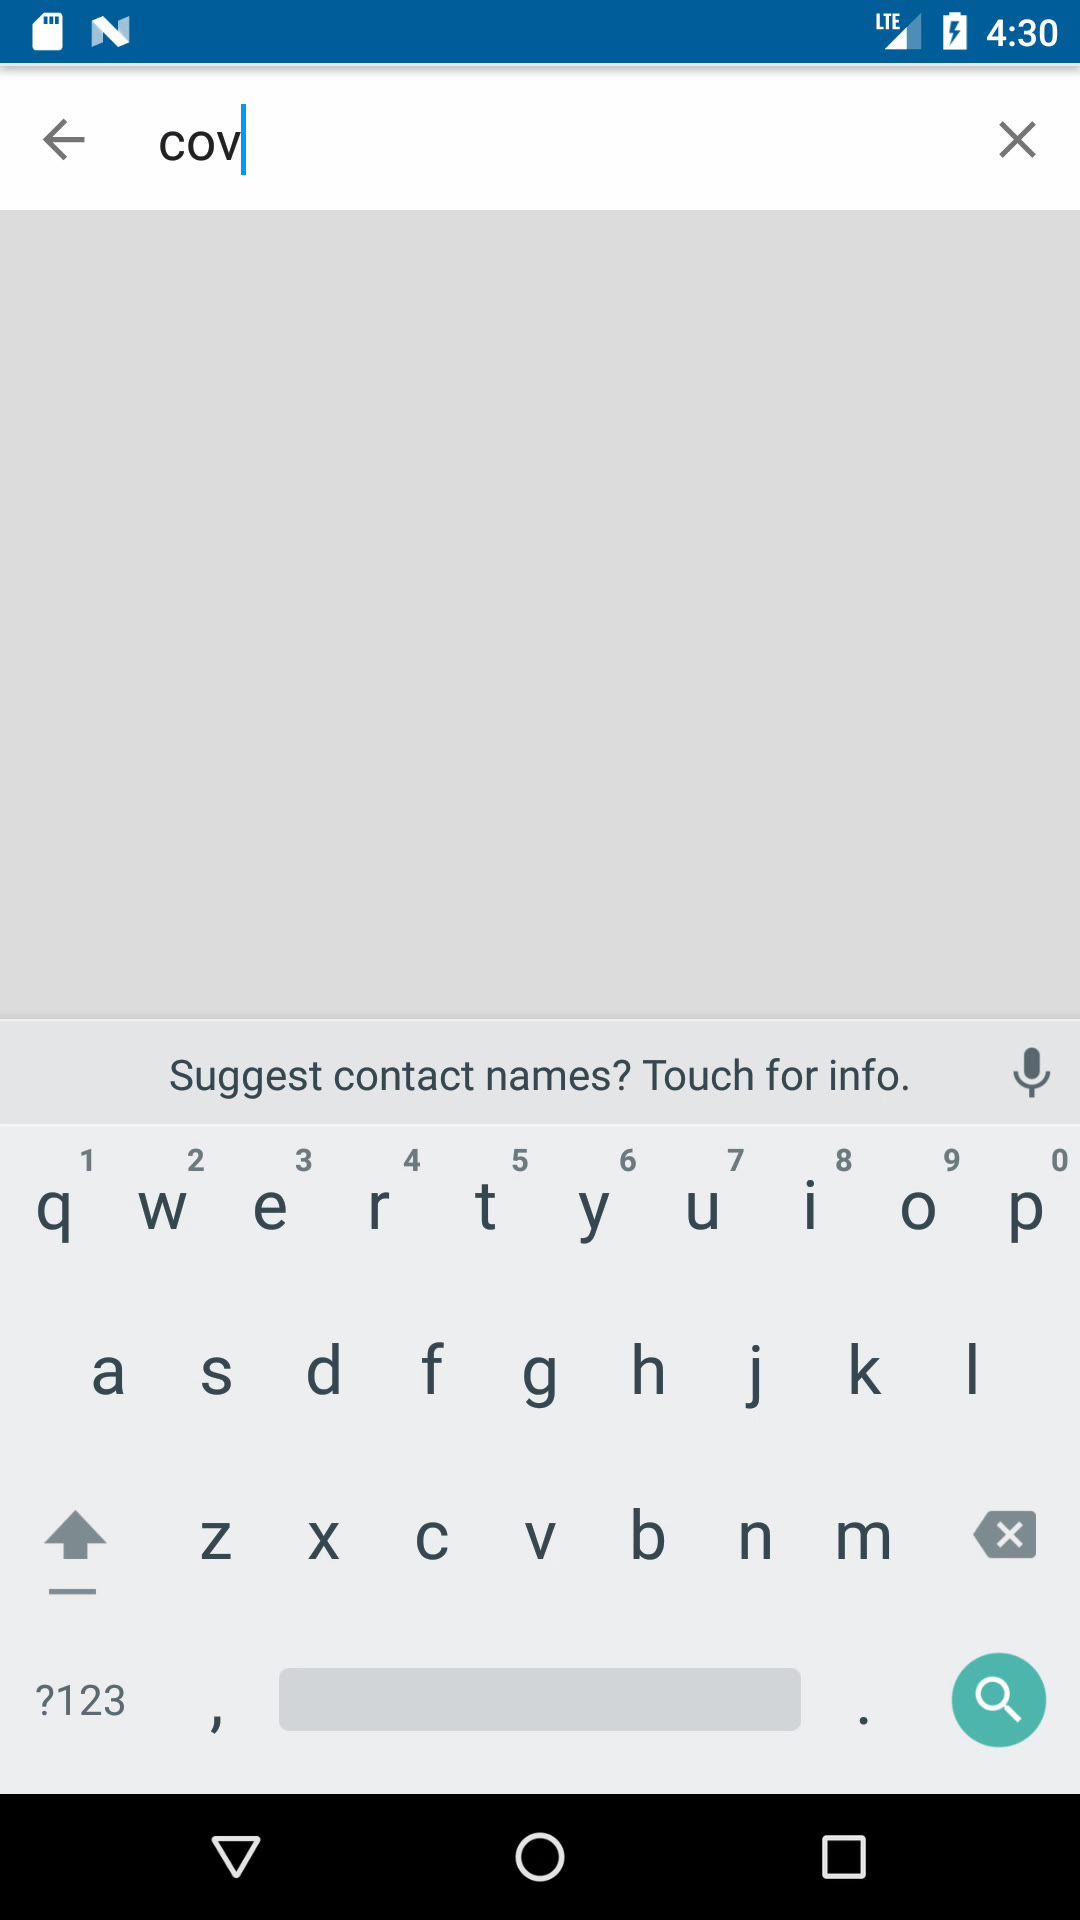 LTE 4:30
cov
Suggest contact names? Touch for info.
1 2 3 4 5 6 7 8 9 0
q w e r t y u i o p
a s d f g h j k l
z x c v b n m
?123 , .